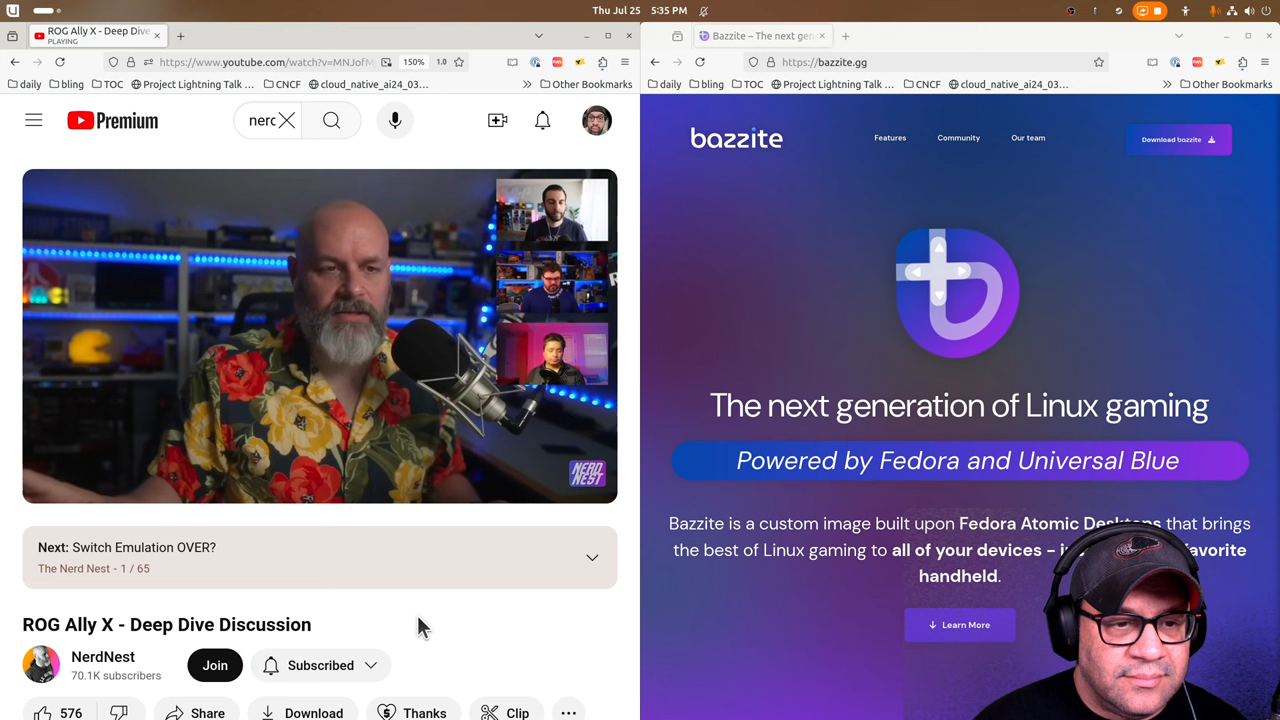 Thu Jul 25 5:35 PM
ROG Ally X - Deep Dive
PLAYING
https://www.youtube.com/watch?v=MNJofM
150%
1.0
daily
bling
TOC
Project Lightning Talk ...
CNCF
cloud_native_ai24_03...
Other Bookmarks
Premium
nerd
NERD
NEST
Next: Switch Emulation OVER?
The Nerd Nest - 1 / 65
ROG Ally X - Deep Dive Discussion
NerdNest
70.1K subscribers
Join
Subscribed
576
Share
Download
Thanks
Clip
Bazzite – The next gen
https://bazzite.gg
daily
bling
TOC
Project Lightning Talk ...
CNCF
cloud_native_ai24_03...
Other Bookmarks
bazzite
Features
Community
Our team
Download bazzite
The next generation of Linux gaming
Powered by Fedora and Universal Blue
Bazzite is a custom image built upon Fedora Atomic Desktops that brings
the best of Linux gaming to all of your devices – favorite
handheld.
Learn More